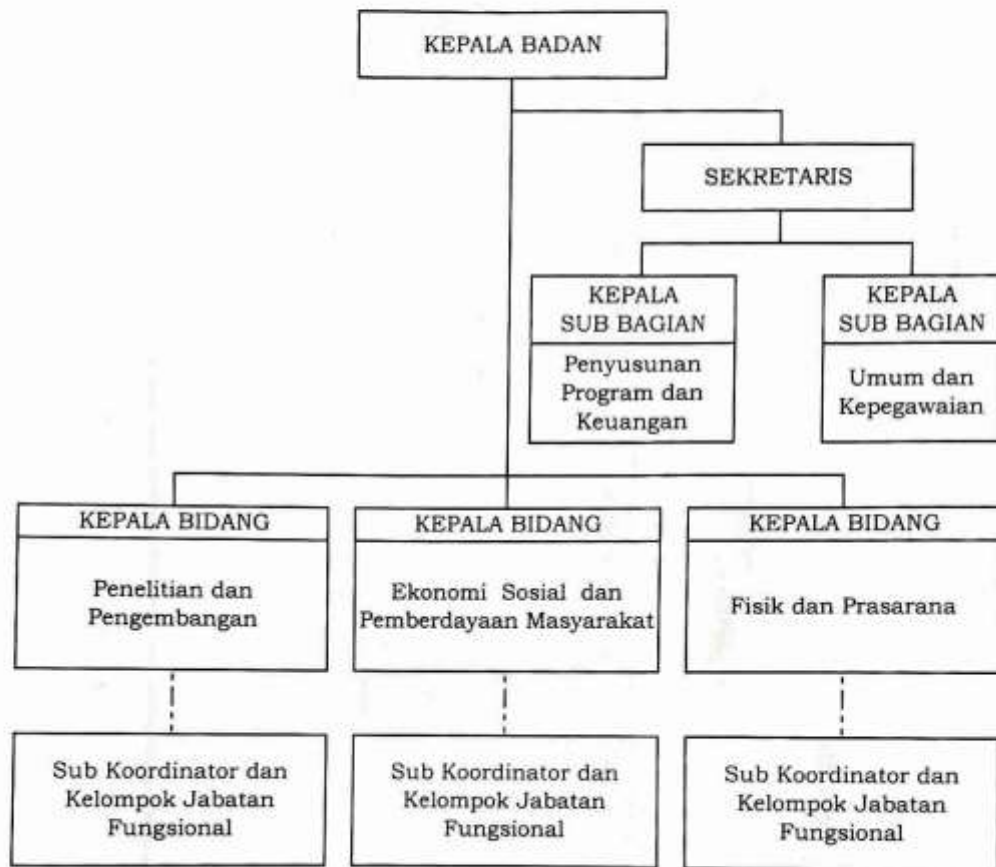 KEPALA BADAN
SEKRETARIS
KEPALA
SUB BAGIAN
Penyusunan
Program dan
Keuangan
KEPALA
SUB BAGIAN
Umum dan
Kepegawaian
KEPALA BIDANG
Penelitian dan
Pengembangan
KEPALA BIDANG
Ekonomi Sosial dan
Pemberdayaan Masyarakat
KEPALA BIDANG
Fisik dan Prasarana
Sub Koordinator dan
Kelompok Jabatan
Fungsional
Sub Koordinator dan
Kelompok Jabatan
Fungsional
Sub Koordinator dan
Kelompok Jabatan
Fungsional